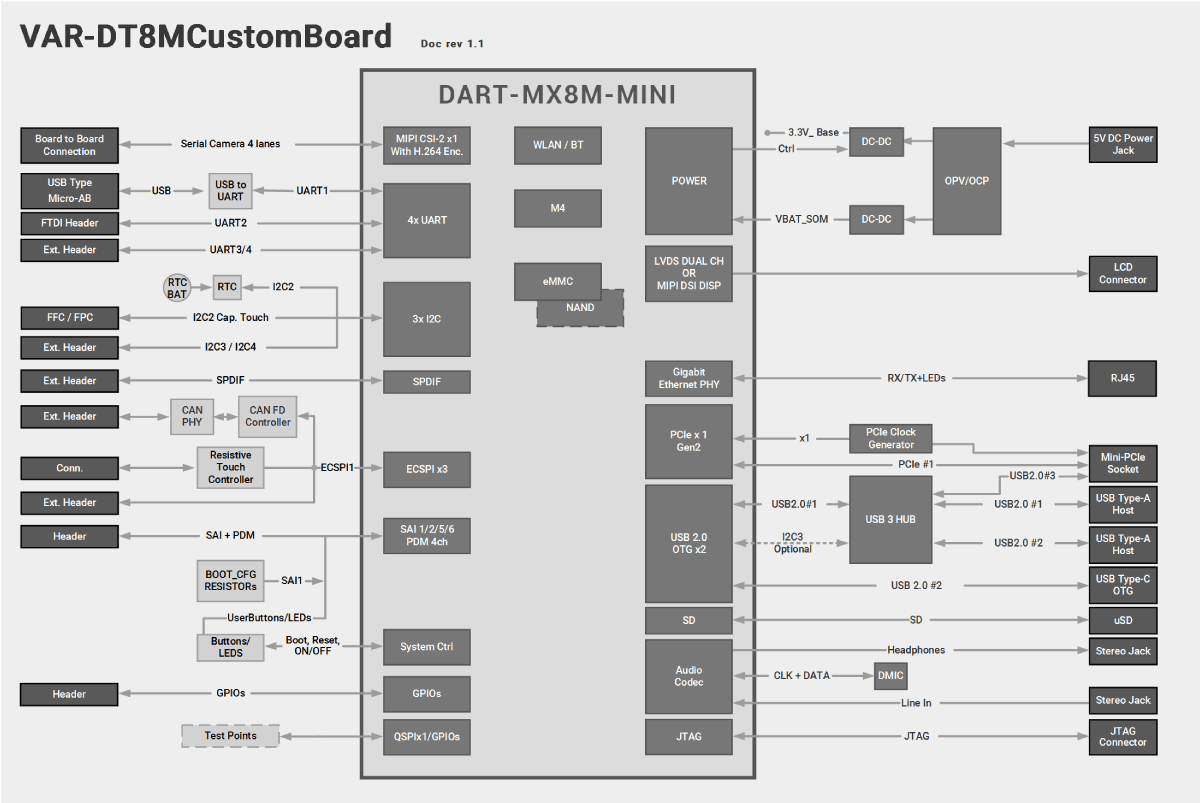 VAR-DT8MCustomBoard
Doc rev 1.1
DART-MX8M-MINI
Board to Board
Connection
Serial Camera 4 lanes
MIPI CSI-2 x1
With H.264 Enc.
USB Type
Micro-AB
USB
USB to
UART
UART1
FTDI Header
UART2
4x UART
Ext. Header
UART3/4
RTC
BAT
RTC
I2C2
FFC / FPC
I2C2 Cap. Touch
3x I2C
Ext. Header
I2C3 / I2C4
Ext. Header
SPDIF
SPDIF
Ext. Header
CAN
PHY
CAN FD
Controller
Conn.
Resistive
Touch
Controller
ECSPI1
ECSPI x3
Ext. Header
Header
SAI + PDM
SAI 1/2/5/6
PDM 4ch
BOOT_CFG
RESISTORs
SAI1
UserButtons/LEDs
Buttons/
LEDS
Boot, Reset,
ON/OFF
System Ctrl
Header
GPIOs
GPIOs
Test Points
QSPIx1/GPIOs
WLAN / BT
M4
eMMC
NAND
POWER
3.3V_ Base
Ctrl
DC-DC
OPV/OCP
5V DC Power
Jack
VBAT_SOM
DC-DC
LVDS DUAL CH
OR
MIPI DSI DISP
LCD
Connector
Gigabit
Ethernet PHY
RX/TX+LEDs
RJ45
PCIe x 1
Gen2
x1
PCIe Clock
Generator
PCIe #1
Mini-PCIe
Socket
USB2.0#3
USB 2.0
OTG x2
USB2.0#1
USB 3 HUB
USB2.0 #1
USB Type-A
Host
I2C3
Optional
USB2.0 #2
USB Type-A
Host
USB 2.0 #2
USB Type-C
OTG
SD
SD
uSD
Audio
Codec
Headphones
Stereo Jack
CLK + DATA
DMIC
Line In
Stereo Jack
JTAG
JTAG
JTAG
Connector